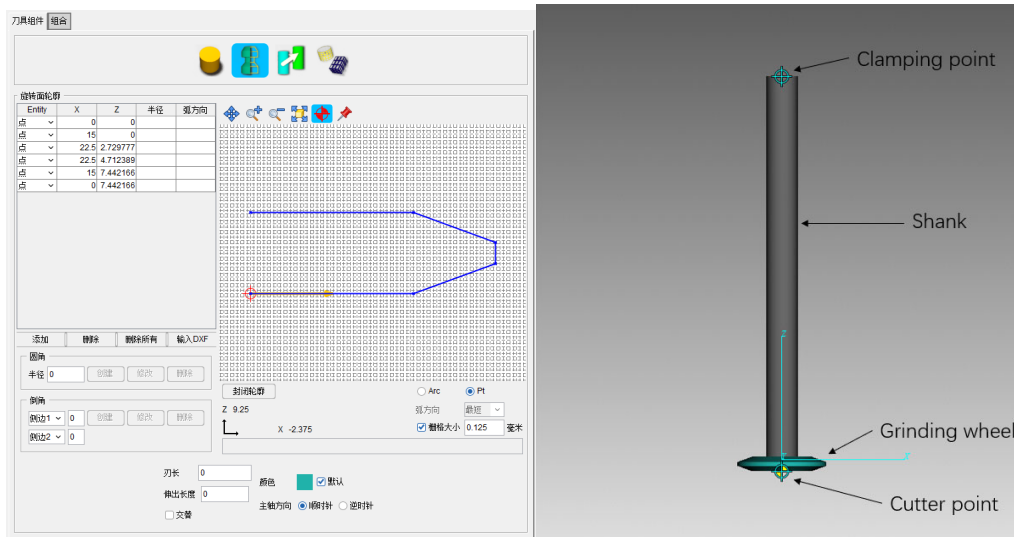 刀具组件 组合
旋转面轮廓
Entity X Z 半径 弧方向
点 0 0
点 15 0
点 22.5 2.729777
点 22.5 4.712389
点 15 7.442166
点 0 7.442166
添加 删除 删除所有 输入DXF
圆角
半径 0 创建 修改 删除
倒角
侧边1 0 创建 修改 删除
侧边2 0
封闭轮廓 Arc Pt
Z 9.25 弧方向 最短
X -2.375 栅格大小 0.125 毫米
刃长 0
颜色 默认
伸出长度 0
主轴方向 顺时针 逆时针
交替
Clamping point
Shank
Z
Grinding wheel
X
Cutter point